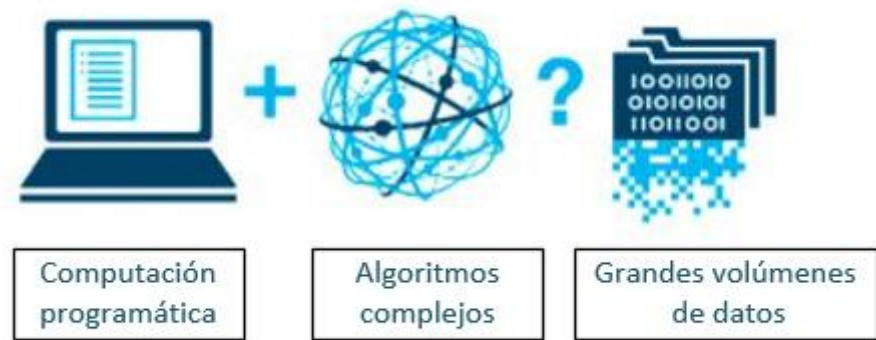 +
?
10011010
01010101
11011001
Computación
programática
Algoritmos
complejos
Grandes volúmenes
de datos